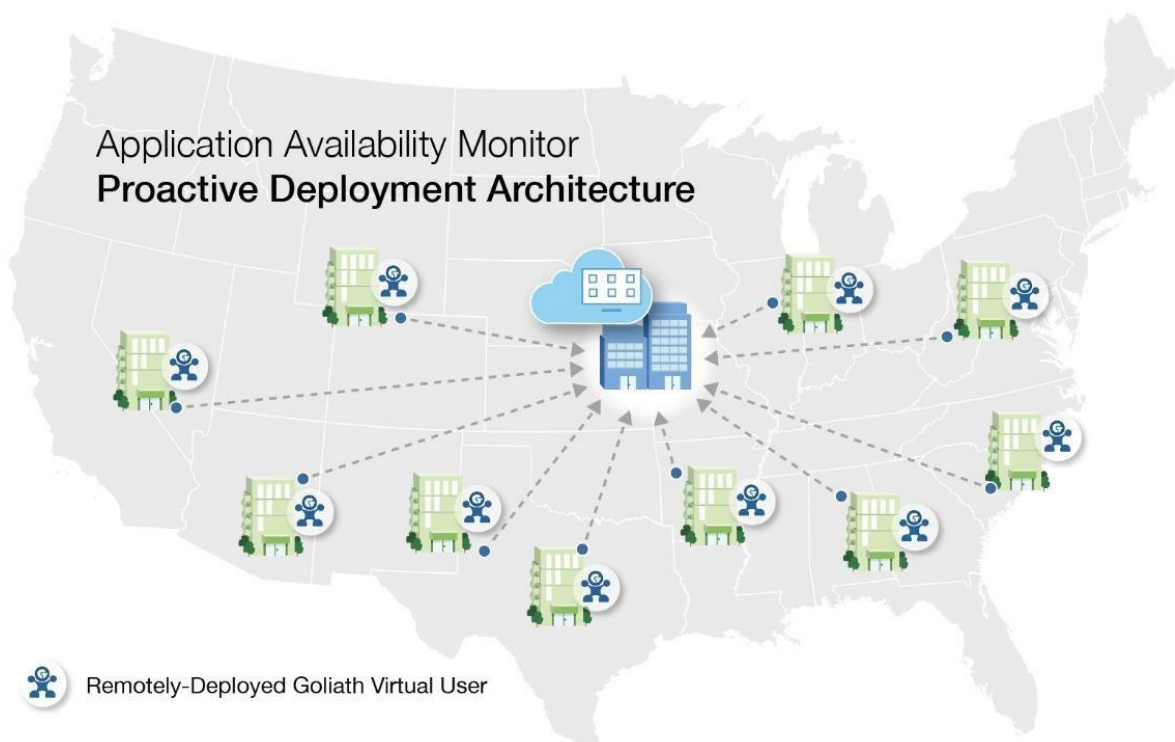 Application Availability Monitor
Proactive Deployment Architecture
Remotely-Deployed Goliath Virtual User